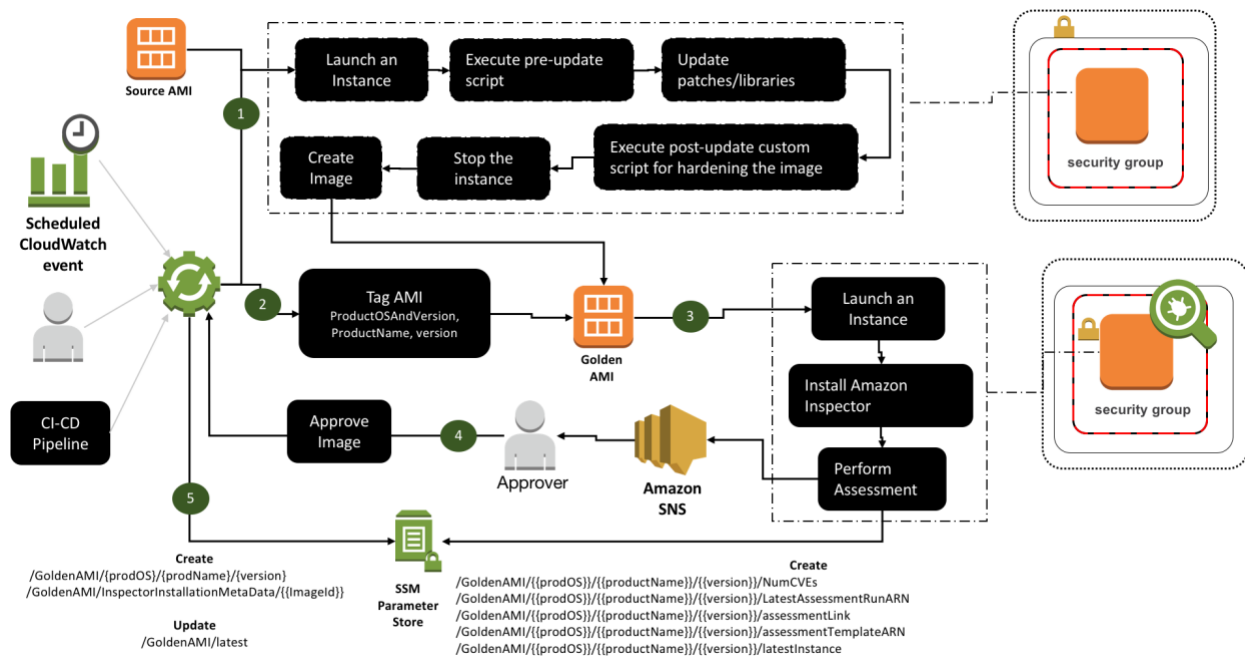 Source AMI
Launch an
Instance
Execute pre-update
script
Update
patches/libraries
1
Create
Image
Stop the
instance
Execute post-update custom
script for hardening the image
security group
Scheduled
CloudWatch
event
2
Tag AMI
ProductOSAndVersion,
ProductName, version
Golden
AMI
3
Launch an
Instance
Install Amazon
Inspector
Perform
Assessment
security group
CI-CD
Pipeline
Approve
Image
4
Approver
Amazon
SNS
5
Create
/GoldenAMI/{prodOS}/{prodName}/{version}
/GoldenAMI/InspectorInstallationMetaData/{{ImageId}}
Update
/GoldenAMI/latest
SSM
Parameter
Store
Create
/GoldenAMI/{{prodOS}}/{{productName}}/{{version}}/NumCVEs
/GoldenAMI/{{prodOS}}/{{productName}}/{{version}}/LatestAssessmentRunARN
/GoldenAMI/{{prodOS}}/{{productName}}/{{version}}/assessmentLink
/GoldenAMI/{{prodOS}}/{{productName}}/{{version}}/assessmentTemplateARN
/GoldenAMI/{{prodOS}}/{{productName}}/{{version}}/latestInstance